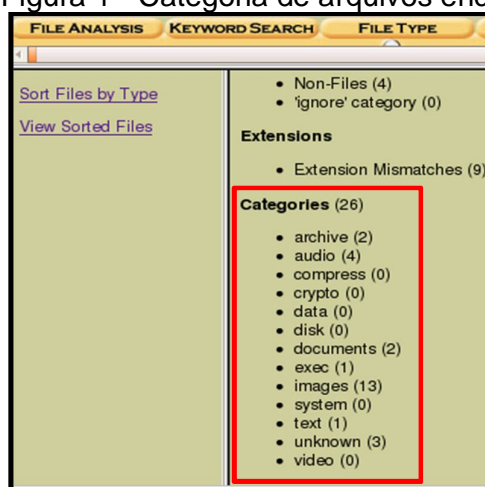 Figura 1 - Categoria de arquivos
FILE ANALYSIS KEYWORD SEARCH FILE TYPE
Sort Files by Type
View Sorted Files
• Non-Files (4)
• 'ignore' category (0)
Extensions
• Extension Mismatches (9)
Categories (26)
• archive (2)
• audio (4)
• compress (0)
• crypto (0)
• data (0)
• disk (0)
• documents (2)
• exec (1)
• images (13)
• system (0)
• text (1)
• unknown (3)
• video (0)